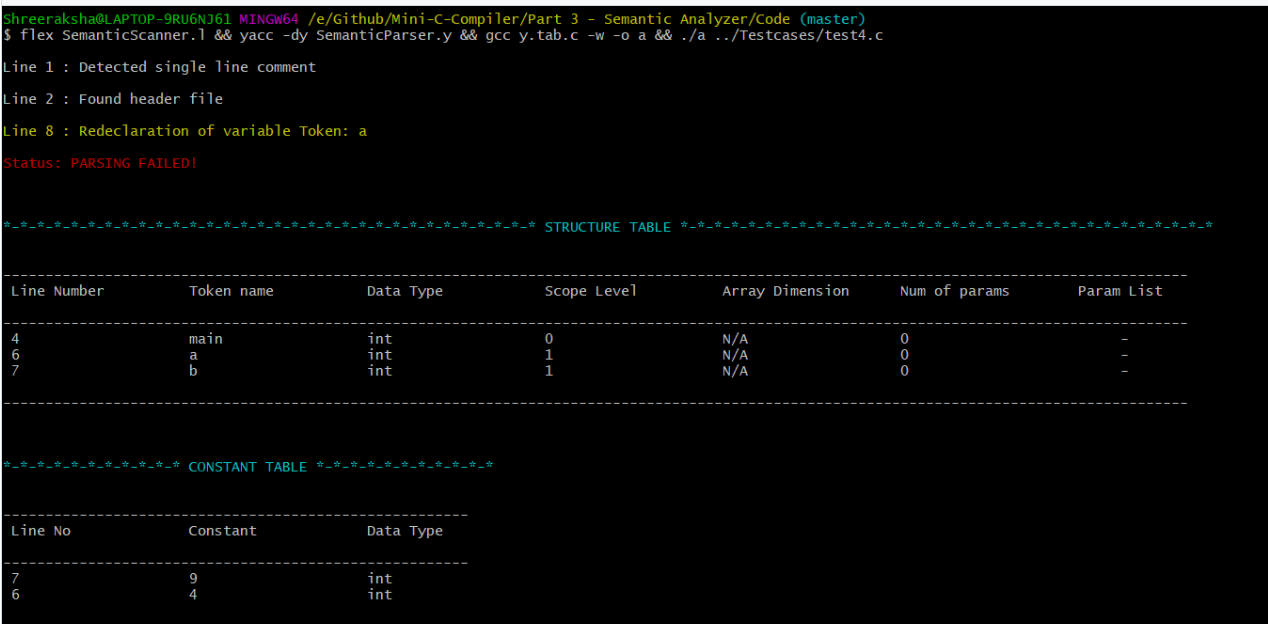 Shreeraksha@LAPTOP-9RU6NJ61 MINGW64 /e/Github/Mini-C-Compiler/Part 3 - Semantic Analyzer/Code (master)
$ flex SemanticScanner.l && yacc -dy SemanticParser.y && gcc y.tab.c -w -o a && ./a ../Testcases/test4.c
Line 1 : Detected single line comment
Line 2 : Found header file
Line 8 : Redeclaration of variable Token: a
Status: PARSING FAILED!
*-*-*-*-*-*-*-*-*-*-*-*-*-*-*-*-*-*-*-*-*-*-*-*-*-*-*-*-*-*-*-* STRUCTURE TABLE *-*-*-*-*-*-*-*-*-*-*-*-*-*-*-*-*-*-*-*-*-*-*-*-*-*-*-*-*-*-*-*
Line Number Token name Data Type Scope Level Array Dimension Num of params Param List
4 main int 0 N/A 0 -
6 a int 1 N/A 0 -
7 b int 1 N/A 0 -
*-*-*-*-*-*-*-*-*-*-* CONSTANT TABLE *-*-*-*-*-*-*-*-*-*-*
Line No Constant Data Type
7 9 int
6 4 int